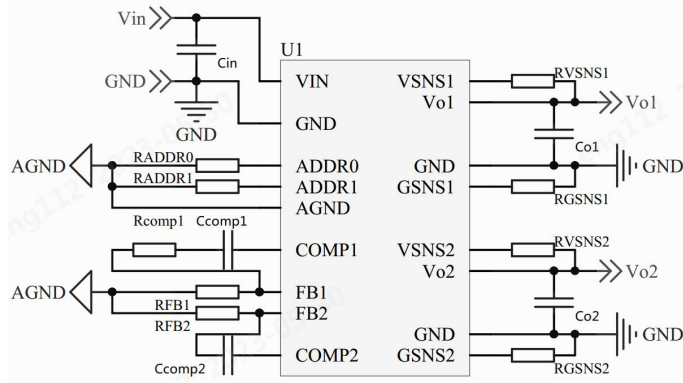 Vin
Cin
GND
GND
U1
VIN
GND
ADDR0
ADDR1
AGND
COMP1
FB1
FB2
COMP2
VSNS1
Vo1
GND
GSNS1
VSNS2
Vo2
GND
GSNS2
AGND
RADDR0
RADDR1
Rcomp1
Ccomp1
AGND
RFB1
RFB2
Ccomp2
RVSNS1
Vo1
Co1
GND
RGSNS1
RVSNS2
Vo2
Co2
GND
RGSNS2